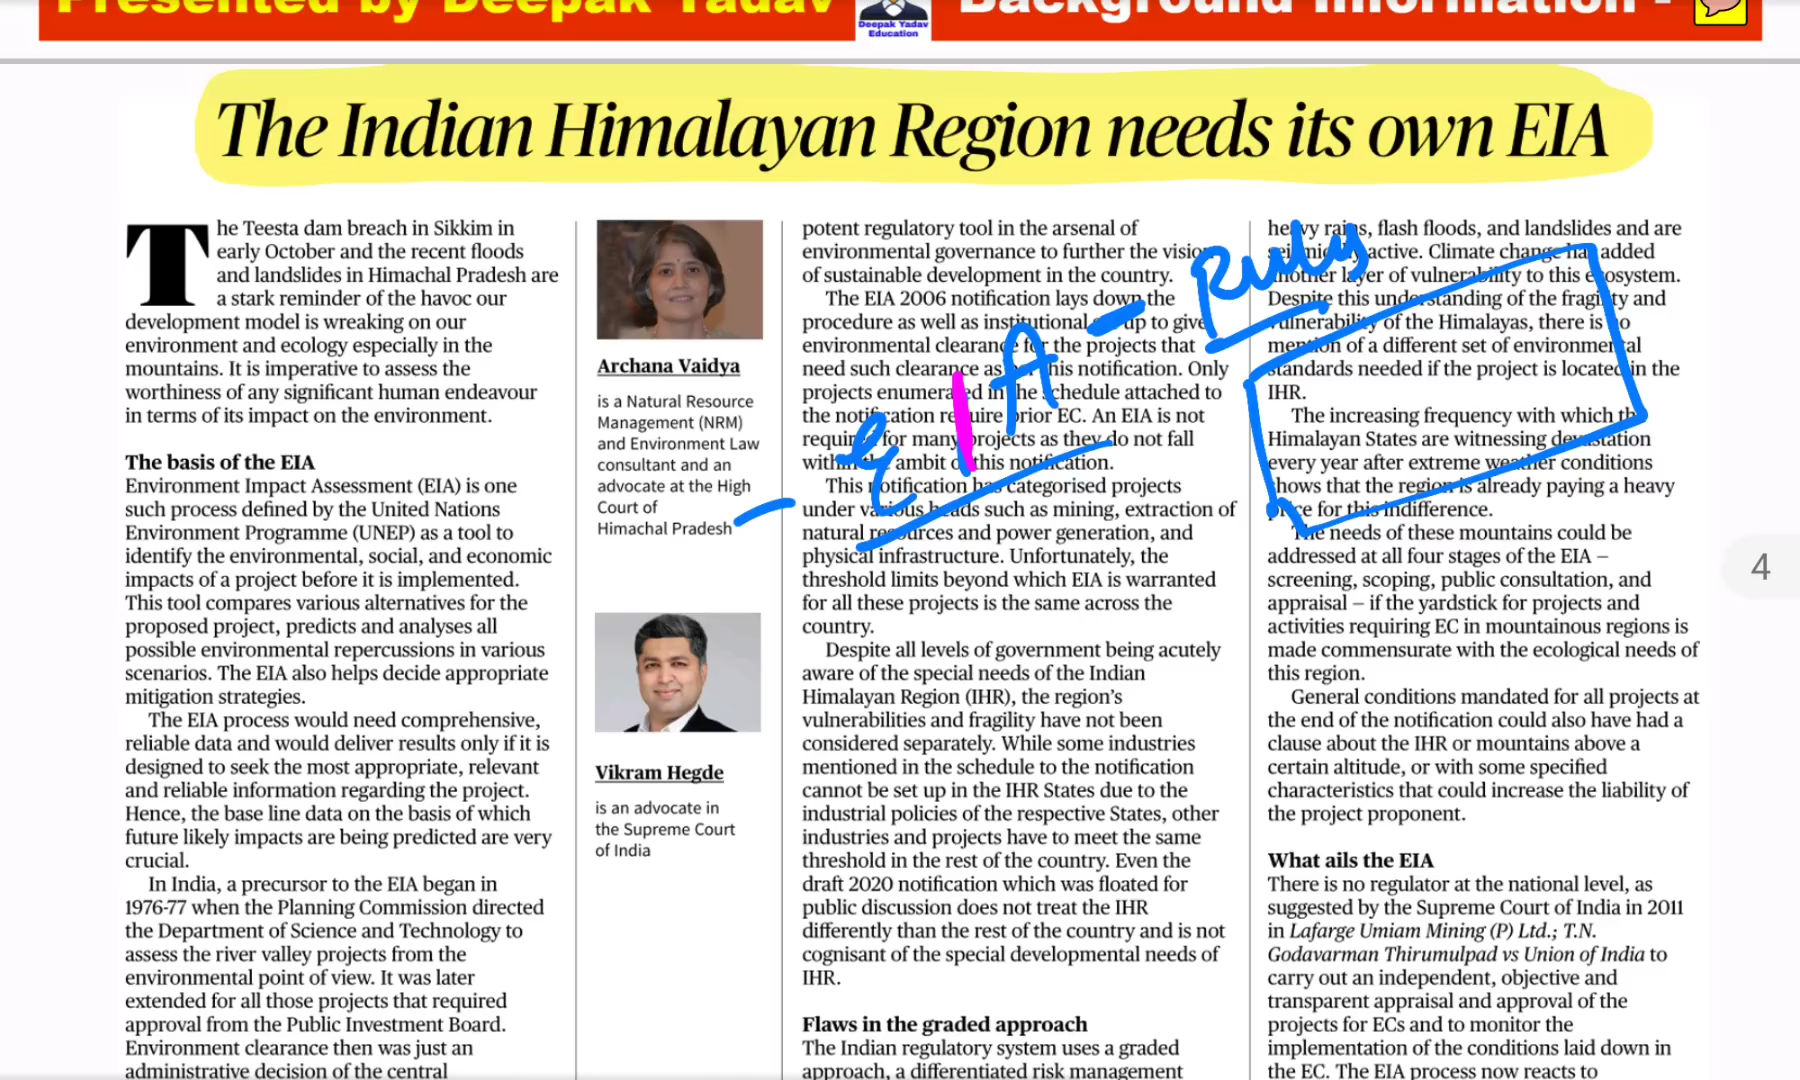 Presented by Deepak Yadav
Deepak Yadav
Education
Background Information -
The Indian Himalayan Region needs its own EIA
The Teesta dam breach in Sikkim in
early October and the recent floods
and landslides in Himachal Pradesh are
a stark reminder of the havoc our
development model is wreaking on our
environment and ecology especially in the
mountains. It is imperative to assess the
worthiness of any significant human endeavour
in terms of its impact on the environment.
The basis of the EIA
Environment Impact Assessment (EIA) is one
such process defined by the United Nations
Environment Programme (UNEP) as a tool to
identify the environmental, social, and economic
impacts of a project before it is implemented.
This tool compares various alternatives for the
proposed project, predicts and analyses all
possible environmental repercussions in various
scenarios. The EIA also helps decide appropriate
mitigation strategies.
The EIA process would need comprehensive,
reliable data and would deliver results only if it is
designed to seek the most appropriate, relevant
and reliable information regarding the project.
Hence, the base line data on the basis of which
future likely impacts are being predicted are very
crucial.
In India, a precursor to the EIA began in
1976-77 when the Planning Commission directed
the Department of Science and Technology to
assess the river valley projects from the
environmental point of view. It was later
extended for all those projects that required
approval from the Public Investment Board.
Environment clearance then was just an
administrative decision of the central
Archana Vaidya
is a Natural Resource
Management (NRM)
and Environment Law
consultant and an
advocate at the High
Court of
Himachal Pradesh
Vikram Hegde
is an advocate in
the Supreme Court
of India
potent regulatory tool in the arsenal of
environmental governance to further the vision
of sustainable development in the country.
The EIA 2006 notification lays down the
procedure as well as institutional set up to give
environmental clearance for the projects that
need such clearance as per this notification. Only
projects enumerated in the schedule attached to
the notification require prior EC. An EIA is not
required for many projects as they do not fall
within the ambit of this notification.
This notification has categorised projects
under various heads such as mining, extraction of
natural resources and power generation, and
physical infrastructure. Unfortunately, the
threshold limits beyond which EIA is warranted
for all these projects is the same across the
country.
Despite all levels of government being acutely
aware of the special needs of the Indian
Himalayan Region (IHR), the region's
vulnerabilities and fragility have not been
considered separately. While some industries
mentioned in the schedule to the notification
cannot be set up in the IHR States due to the
industrial policies of the respective States, other
industries and projects have to meet the same
threshold in the rest of the country. Even the
draft 2020 notification which was floated for
public discussion does not treat the IHR
differently than the rest of the country and is not
cognisant of the special developmental needs of
IHR.
Flaws in the graded approach
The Indian regulatory system uses a graded
approach, a differentiated risk management
heavy rains, flash floods, and landslides and are
seismically active. Climate change has added
another layer of vulnerability to this ecosystem.
Despite this understanding of the fragility and
vulnerability of the Himalayas, there is no
mention of a different set of environmental
standards needed if the project is located in the
IHR.
The increasing frequency with which the
Himalayan States are witnessing devastation
every year after extreme weather conditions
shows that the region is already paying a heavy
price for this indifference.
The needs of these mountains could be
addressed at all four stages of the EIA –
screening, scoping, public consultation, and
appraisal – if the yardstick for projects and
activities requiring EC in mountainous regions is
made commensurate with the ecological needs of
this region.
General conditions mandated for all projects at
the end of the notification could also have had a
clause about the IHR or mountains above a
certain altitude, or with some specified
characteristics that could increase the liability of
the project proponent.
What ails the EIA
There is no regulator at the national level, as
suggested by the Supreme Court of India in 2011
in Lafarge Umiam Mining (P) Ltd.; T.N.
Godavarman Thirumulpad vs Union of India to
carry out an independent, objective and
transparent appraisal and approval of the
projects for ECs and to monitor the
implementation of the conditions laid down in
the EC. The EIA process now reacts to
- EIA -
4